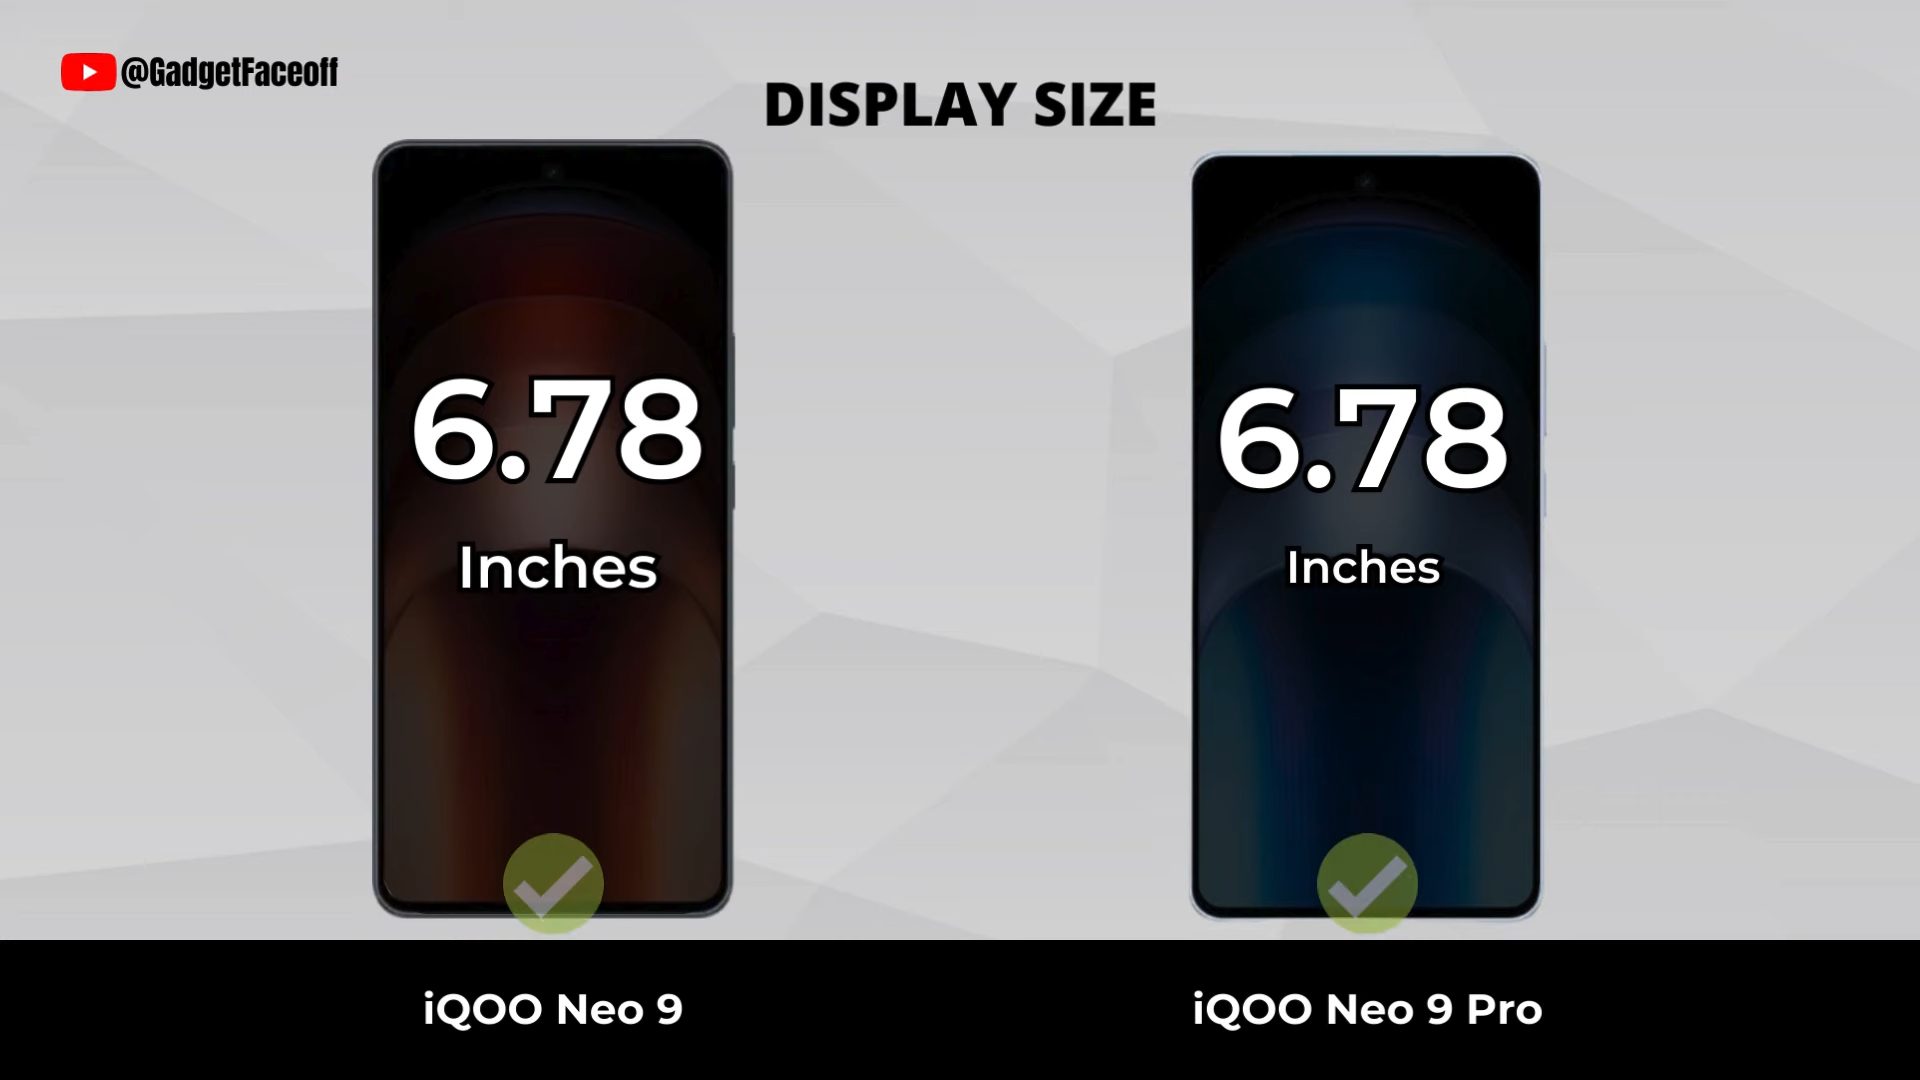 @GadgetFaceoff
DISPLAY SIZE
6.78
Inches
6.78
Inches
iQOO Neo 9
iQOO Neo 9 Pro